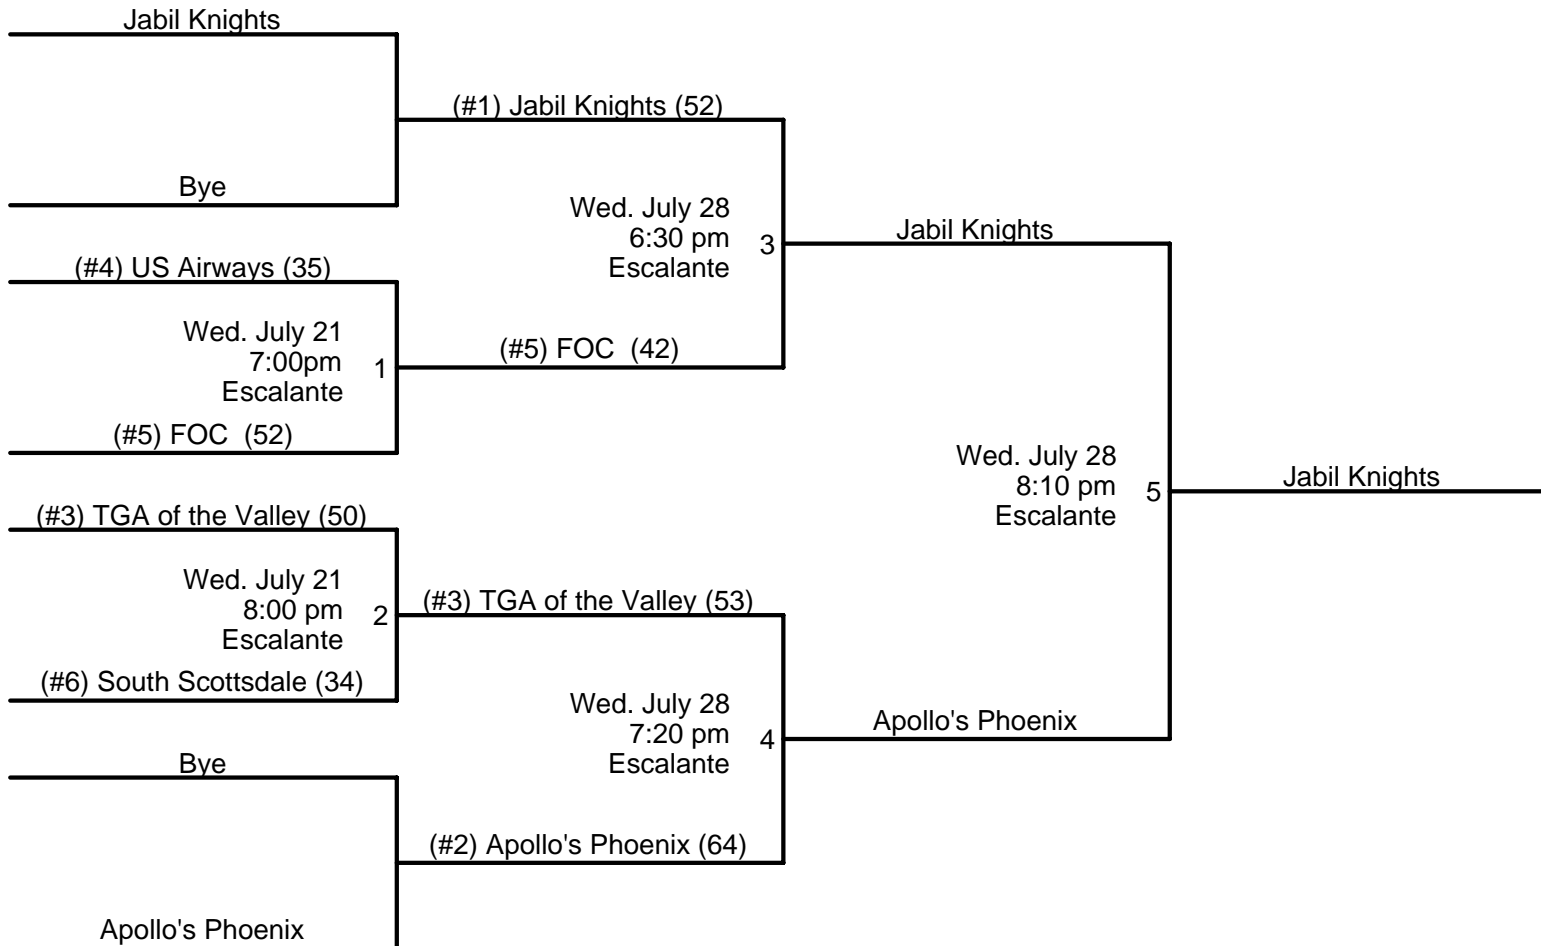 Jabil Knights
(#1) Jabil Knights (52)
Bye
Wed. July 28
6:30 pm
Escalante
3
Jabil Knights
(#4) US Airways (35)
Wed. July 21
7:00pm
Escalante
1
(#5) FOC  (42)
(#5) FOC  (52)
Wed. July 28
8:10 pm
Escalante
5
Jabil Knights
(#3) TGA of the Valley (50)
Wed. July 21
8:00 pm
Escalante
2
(#3) TGA of the Valley (53)
(#6) South Scottsdale (34)
Wed. July 28
7:20 pm
Escalante
4
Apollo's Phoenix
Bye
(#2) Apollo's Phoenix (64)
Apollo's Phoenix